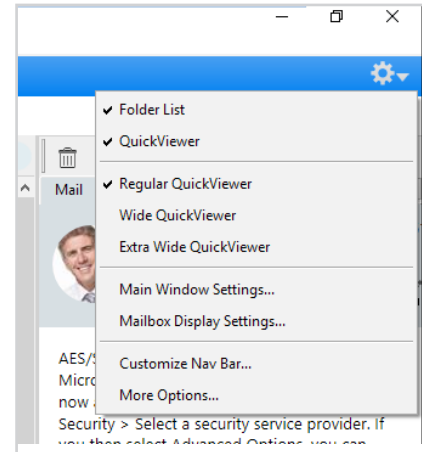 Folder List
QuickViewer
Mail
Regular QuickViewer
Wide QuickViewer
Extra Wide QuickViewer
Main Window Settings...
Mailbox Display Settings...
Customize Nav Bar...
More Options...
AES/
Micro
now
Security > Select a security service provider. If
you then select Advanced Options, you can